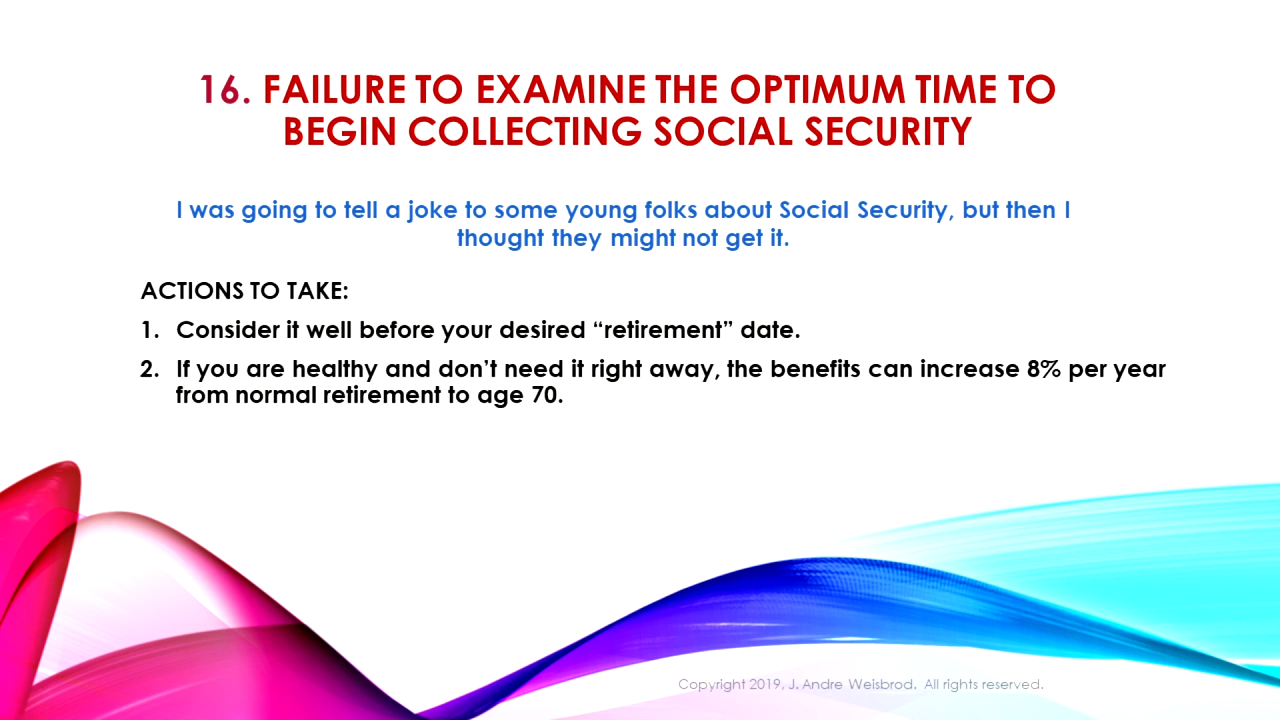 16. FAILURE TO EXAMINE THE OPTIMUM TIME TO
BEGIN COLLECTING SOCIAL SECURITY
I was going to tell a joke to some young folks about Social Security, but then I
thought they might not get it.
ACTIONS TO TAKE:
1. Consider it well before your desired “retirement” date.
2. If you are healthy and don’t need it right away, the benefits can increase 8% per year
from normal retirement to age 70.
Copyright 2019, J. Andre Weisbrod. All rights reserved.